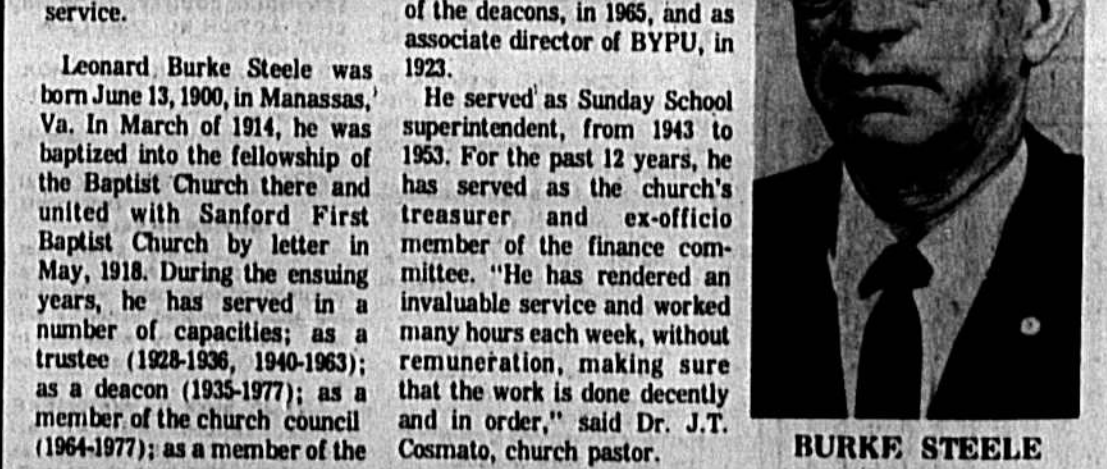 service.
Leonard Burke Steele was
born June 13, 1900, in Manassas,
Va. In March of 1914, he was
baptized into the fellowship of
the Baptist Church there and
united with Sanford First
Baptist Church by letter in
May, 1918. During the ensuing
years, he has served in a
number of capacities; as a
trustee (1928-1936, 1940-1963);
as a deacon (1935-1977); as a
member of the church council
(1964-1977); as a member of the
of the deacons, in 1965, and as
associate director of BYPU, in
1923.
He served as Sunday School
superintendent, from 1943 to
1953. For the past 12 years, he
has served as the church's
treasurer and ex-officio
member of the finance com-
mittee. "He has rendered an
invaluable service and worked
many hours each week, without
remuneration, making sure
that the work is done decently
and in order," said Dr. J.T.
Cosmato, church pastor.
BURKE STEELE